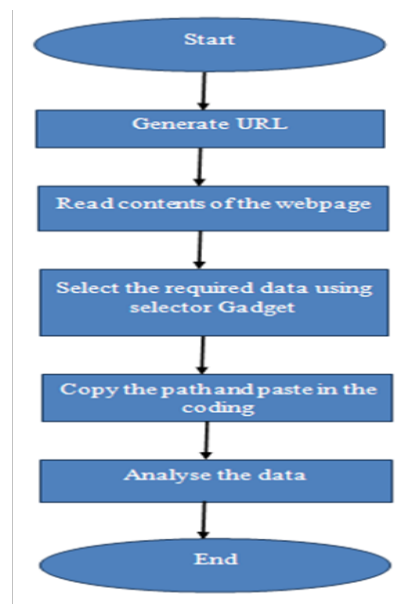 Start
Generate URL
Read contents of the webpage
Select the required data using
selector Gadget
Copy the path and paste in the
coding
Analyse the data
End